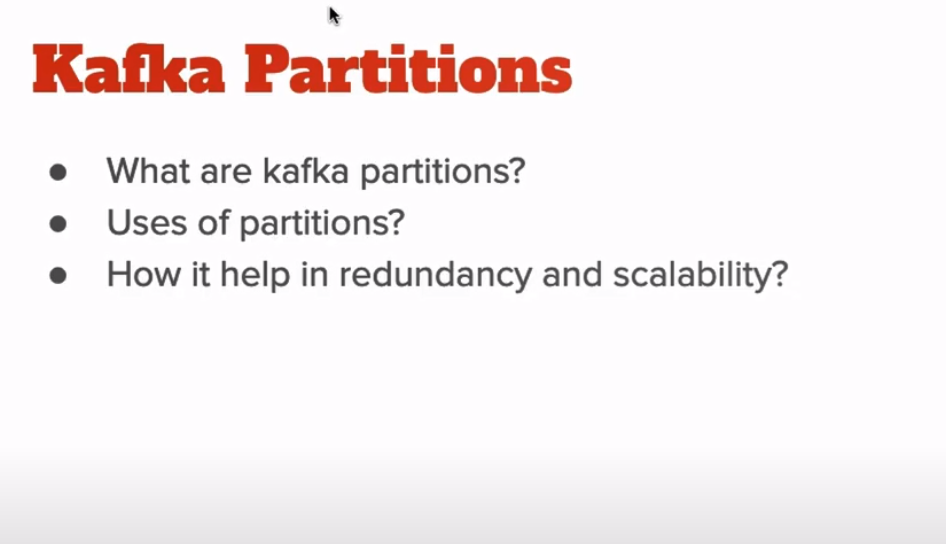 Kafka Partitions
● What are kafka partitions?
● Uses of partitions?
● How it help in redundancy and scalability?